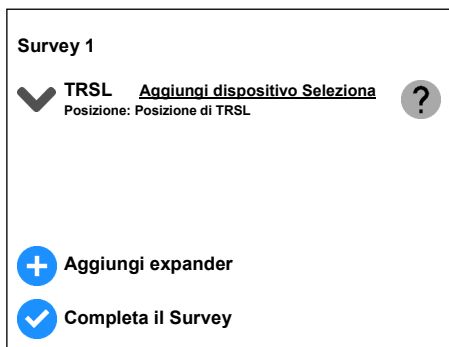 Survey 1
TRSL Aggiungi dispositivo Seleziona
Posizione: Posizione di TRSL
?
Aggiungi expander
Completa il Survey